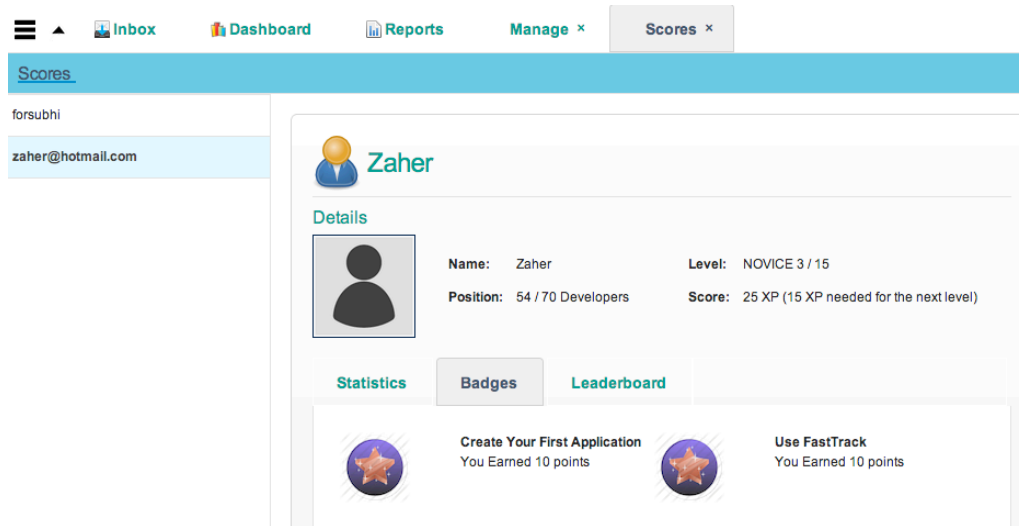 Inbox Dashboard Reports Manage × Scores ×
Scores
forsubhi
zaher@hotmail.com
Zaher
Details
Name: Zaher Level: NOVICE 3 / 15
Position: 54 / 70 Developers Score: 25 XP (15 XP needed for the next level)
Statistics Badges Leaderboard
Create Your First Application Use FastTrack
You Earned 10 points You Earned 10 points